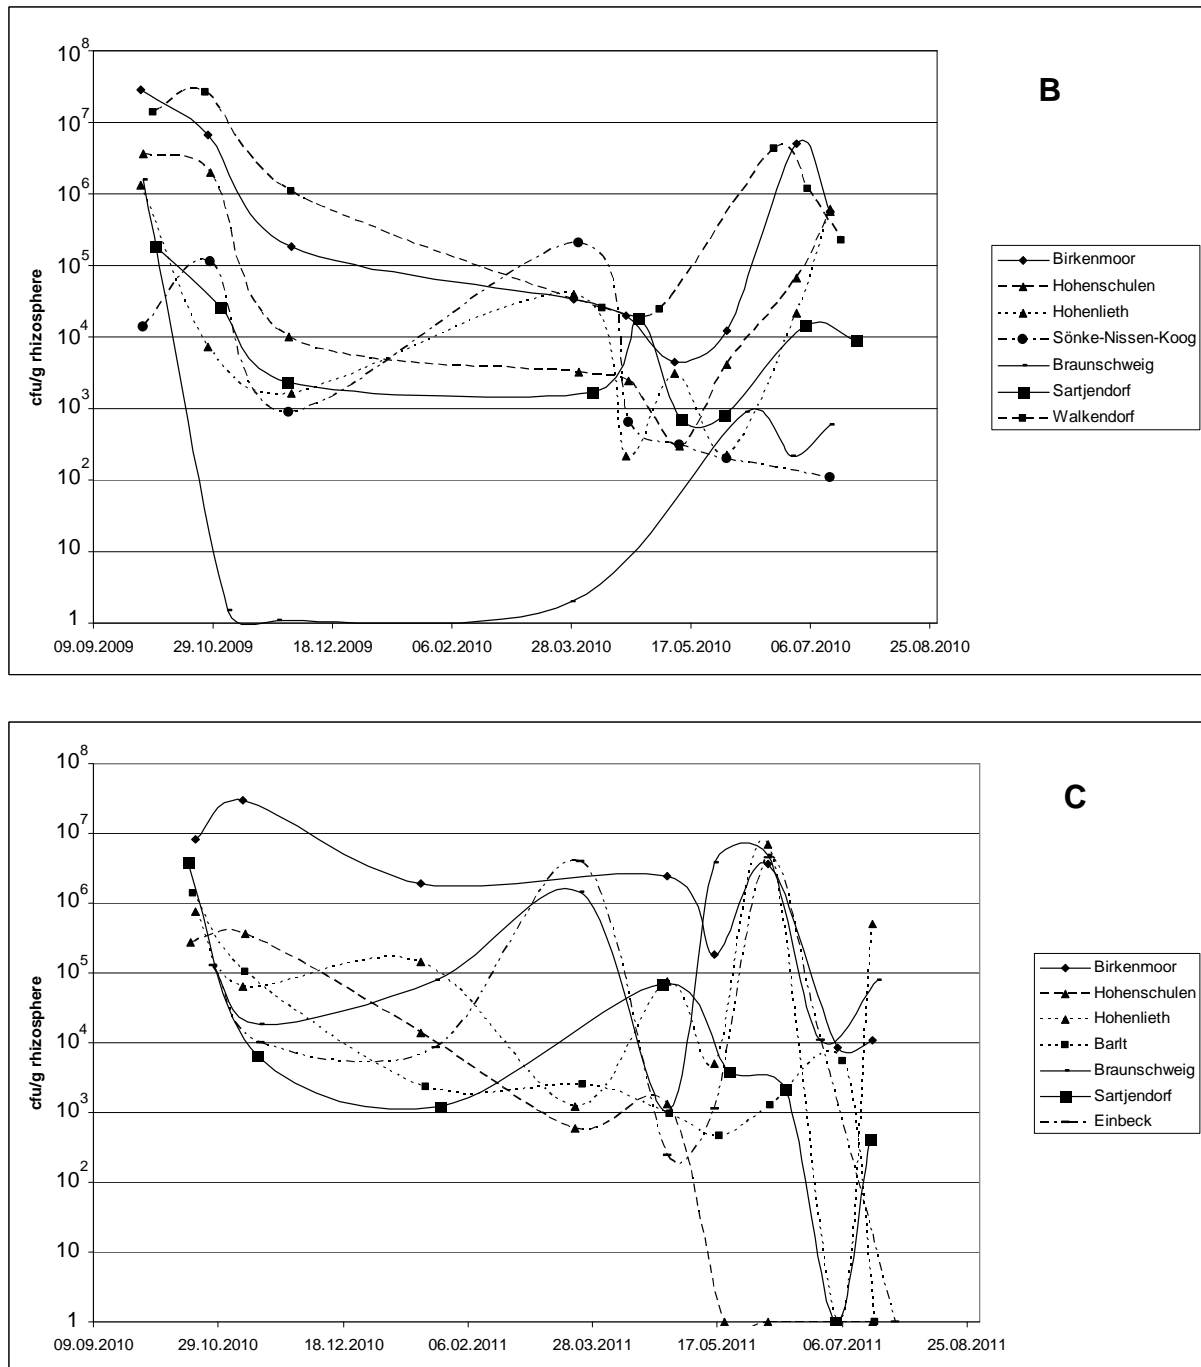 B
10^8
10^7
10^6
10^5
10^4
10^3
10^2
10
1
cfu/g rhizosphere
09.09.2009 29.10.2009 18.12.2009 06.02.2010 28.03.2010 17.05.2010 06.07.2010 25.08.2010
Birkenmoor
Hohenschulen
Hohenlieth
Sönke-Nissen-Koog
Braunschweig
Sartjendorf
Walkendorf
C
10^8
10^7
10^6
10^5
10^4
10^3
10^2
10
1
cfu/g rhizosphere
09.09.2010 29.10.2010 18.12.2010 06.02.2011 28.03.2011 17.05.2011 06.07.2011 25.08.2011
Birkenmoor
Hohenschulen
Hohenlieth
Barlt
Braunschweig
Sartjendorf
Einbeck